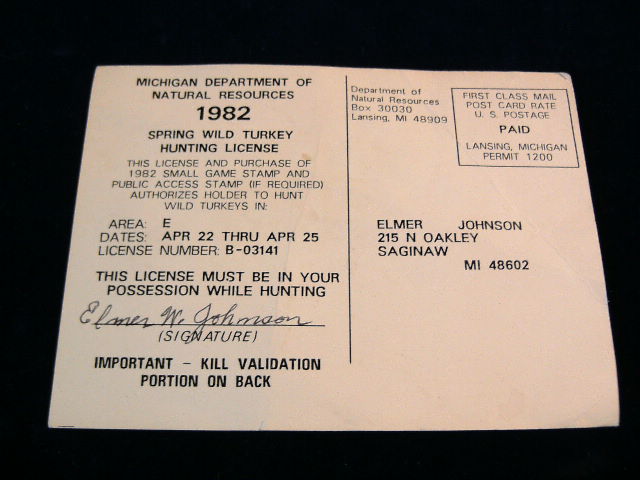 MICHIGAN DEPARTMENT OF
NATURAL RESOURCES
1982
SPRING WILD TURKEY
HUNTING LICENSE
THIS LICENSE AND PURCHASE OF
1982 SMALL GAME STAMP AND
PUBLIC ACCESS STAMP (IF REQUIRED)
AUTHORIZES HOLDER TO HUNT
WILD TURKEYS IN:
AREA: E
DATES: APR 22 THRU APR 25
LICENSE NUMBER: B-03141
THIS LICENSE MUST BE IN YOUR
POSSESSION WHILE HUNTING
Elmer W. Johnson
(SIGNATURE)
IMPORTANT - KILL VALIDATION
PORTION ON BACK
Department of
Natural Resources
Box 30030
Lansing, MI 48909
FIRST CLASS MAIL
POST CARD RATE
U. S. POSTAGE
PAID
LANSING, MICHIGAN
PERMIT 1200
ELMER JOHNSON
215 N OAKLEY
SAGINAW
MI 48602